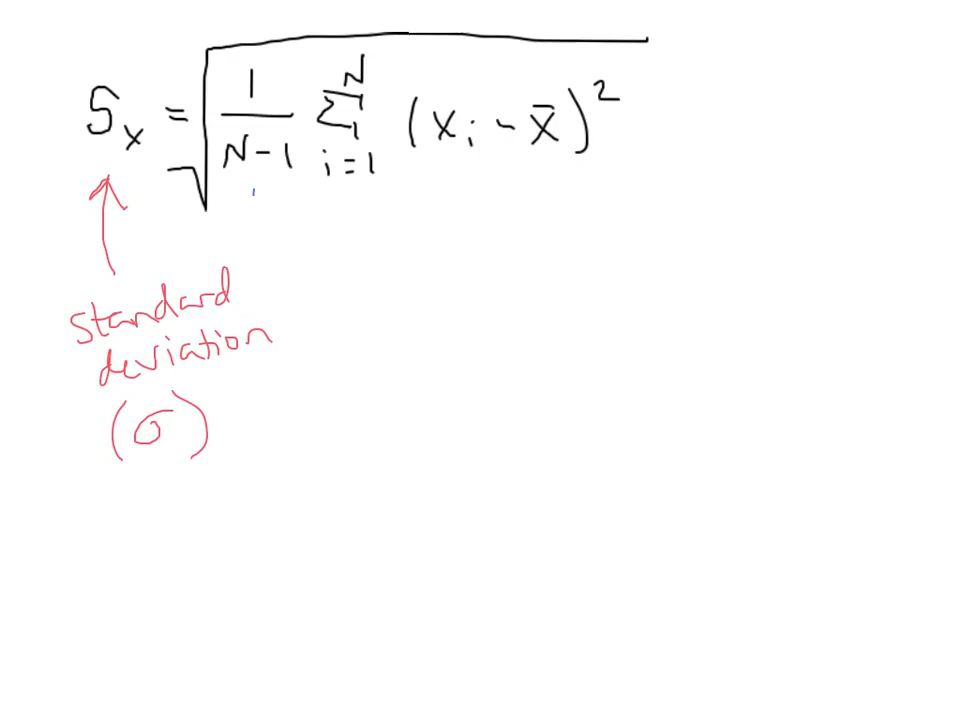 S_x = √(1/(N-1) Σ_{i=1}^{N} (x_i - x̄)²)
standard
deviation
(σ)